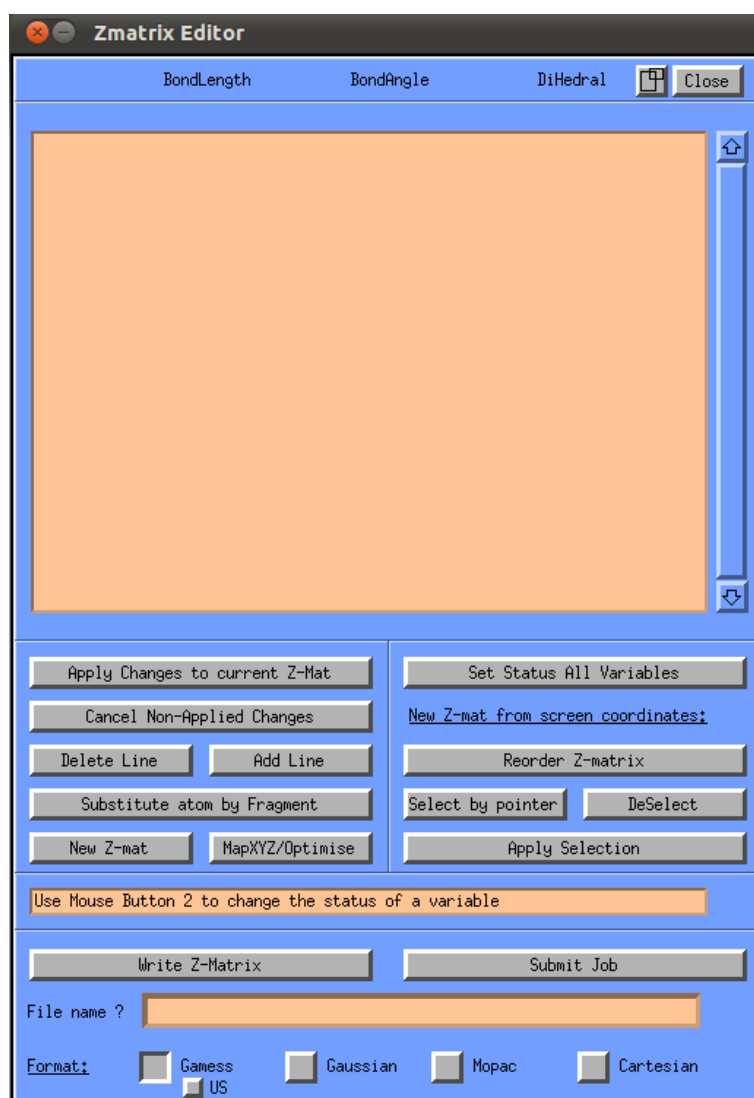 Zmatrix Editor
BondLength BondAngle DiHedral Close
Apply Changes to current Z-Mat Set Status All Variables
Cancel Non-Applied Changes New Z-mat from screen coordinates:
Delete Line Add Line Reorder Z-matrix
Substitute atom by Fragment Select by pointer DeSelect
New Z-mat MapXYZ/Optimise Apply Selection
Use Mouse Button 2 to change the status of a variable
Write Z-Matrix Submit Job
File name ?
Format: Gamess Gaussian Mopac Cartesian
US